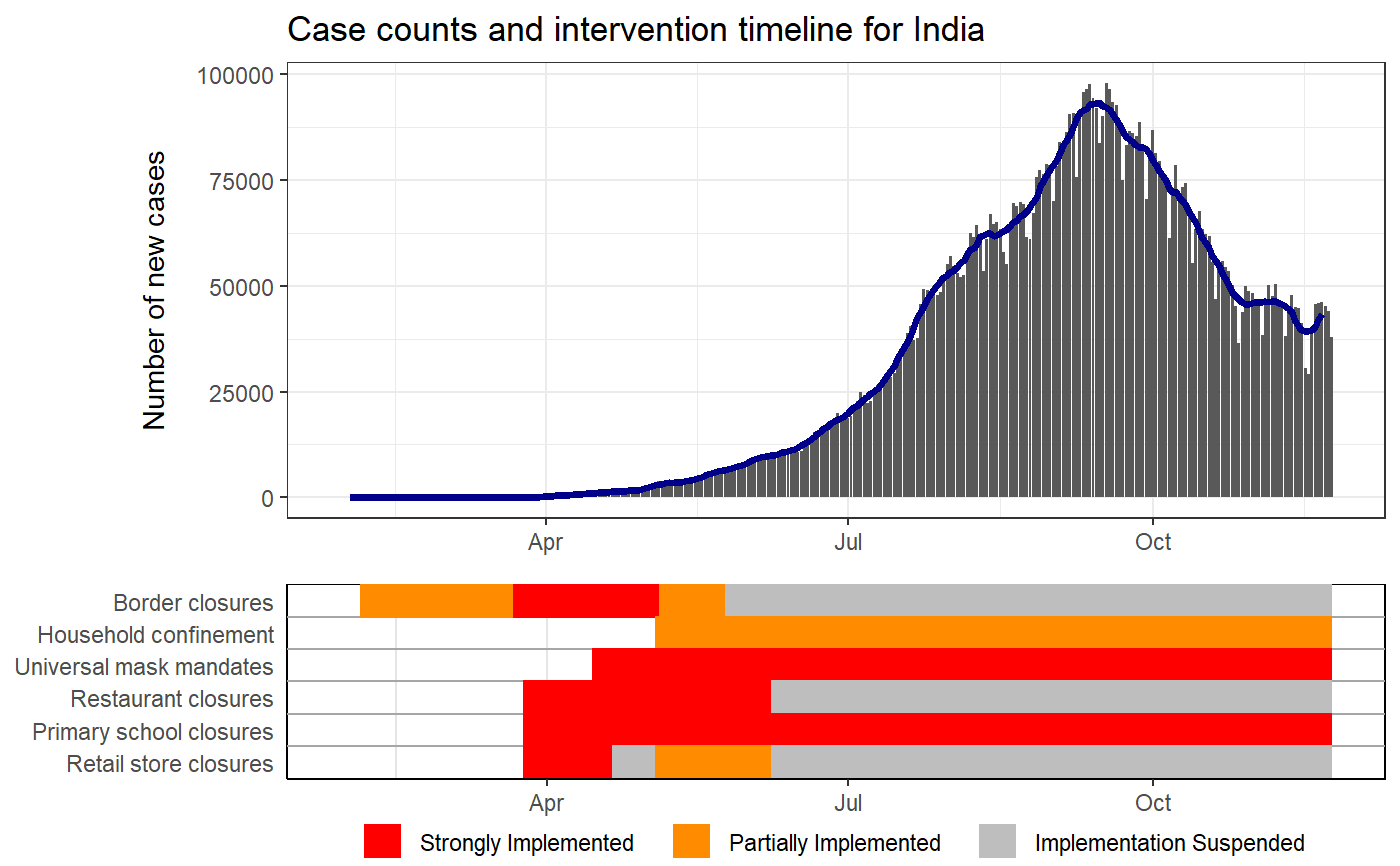 Case counts and intervention timeline for India
Number of new cases
100000
75000
50000
25000
0
Apr Jul Oct
Border closures
Household confinement
Universal mask mandates
Restaurant closures
Primary school closures
Retail store closures
Apr Jul Oct
Strongly Implemented Partially Implemented Implementation Suspended